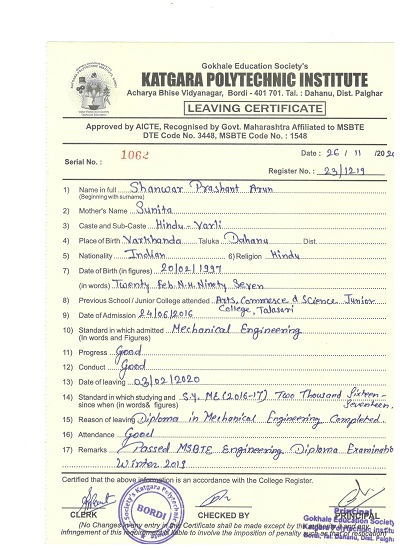 Gokhale Education Society's
KATGARA POLYTECHNIC INSTITUTE
Acharya Bhise Vidyanagar, Bordi - 401 701. Tal. : Dahanu, Dist. Palghar
LEAVING CERTIFICATE
Approved by AICTE, Recognised by Govt. Maharashtra Affiliated to MSBTE
DTE Code No. 3448, MSBTE Code No. : 1548
Serial No. : 1062
Date : 26 / 11 /202
Register No. : 23/1219
1) Name in full Shanwar Prashant Arun
(Beginning with surname)
2) Mother's Name Sunita
3) Caste and Sub-Caste Hindu - Varli
4) Place of Birth Varkhanda Taluka Dahanu Dist.
5) Nationality Indian 6) Religion Hindu
7) Date of Birth (in figures) 20/02/1997
(in words) Twenty Feb. N.H. Ninety Seven
8) Previous School / Junior College attended Arts, Commerce & Science Junior
College, Talasari
9) Date of Admission 24/06/2016
10) Standard in which admitted Mechanical Engineering
(In words and Figures)
11) Progress Good
12) Conduct Good
13) Date of leaving 03/02/2020
14) Standard in which studying and S.Y. ME (2016-17) Two Thousand Sixteen-
since when (in words& figures) Seventeen.
15) Reason of leaving Diploma in Mechanical Engineering Completed.
16) Attendance Good
17) Remarks Passed MSBTE Engineering Diploma Examinatio
Winter 2019
Certified that the above information is an accordance with the College Register.
CLERK
CHECKED BY
PRINCIPAL
Principal
Gokhale Education Society's
Katgara Polytechnic
BORDI
(No Changes in any entry in this Certificate shall be made except by the authority issuing it and any
infringement of this Requirement is liable to involve the imposition of penalty such as that of rustication)